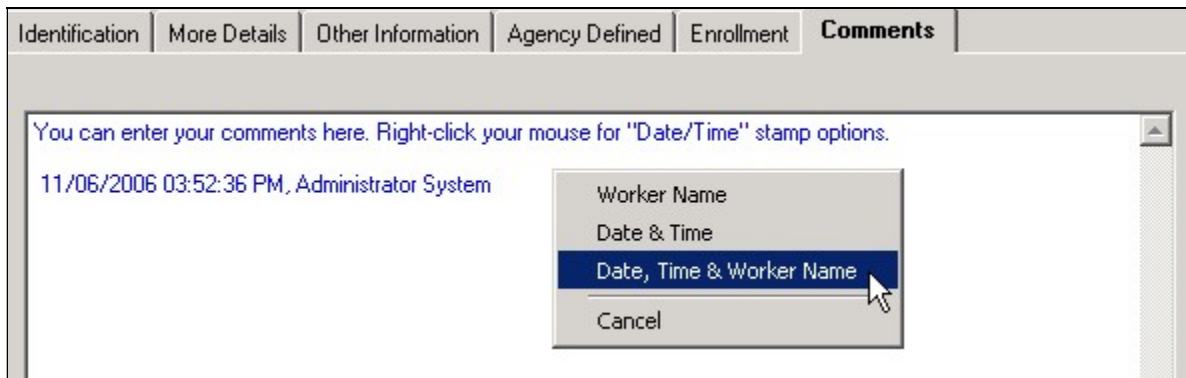 Identification More Details Other Information Agency Defined Enrollment Comments
You can enter your comments here. Right-click your mouse for "Date/Time" stamp options.
11/06/2006 03:52:36 PM, Administrator System
Worker Name
Date & Time
Date, Time & Worker Name
Cancel